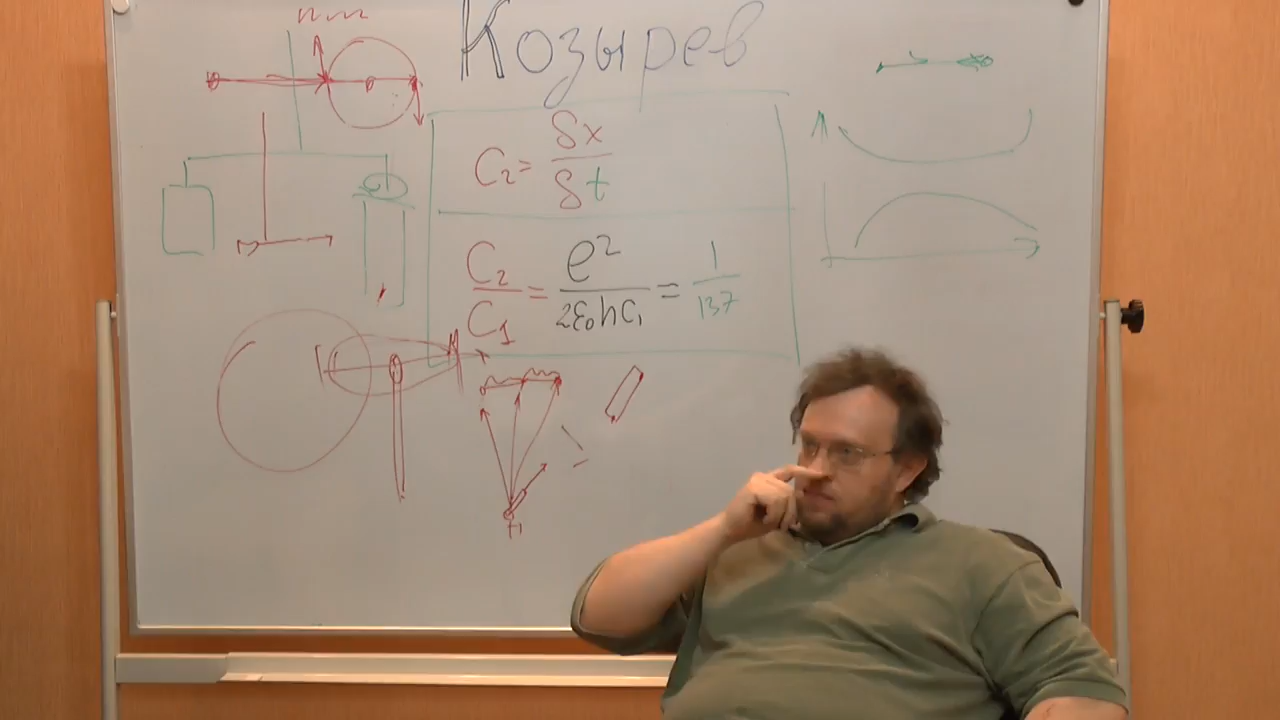 Козырев
C₂ = δx / δt
C₂ / C₁ = e² / 2ε₀hc₁ = 1 / 137